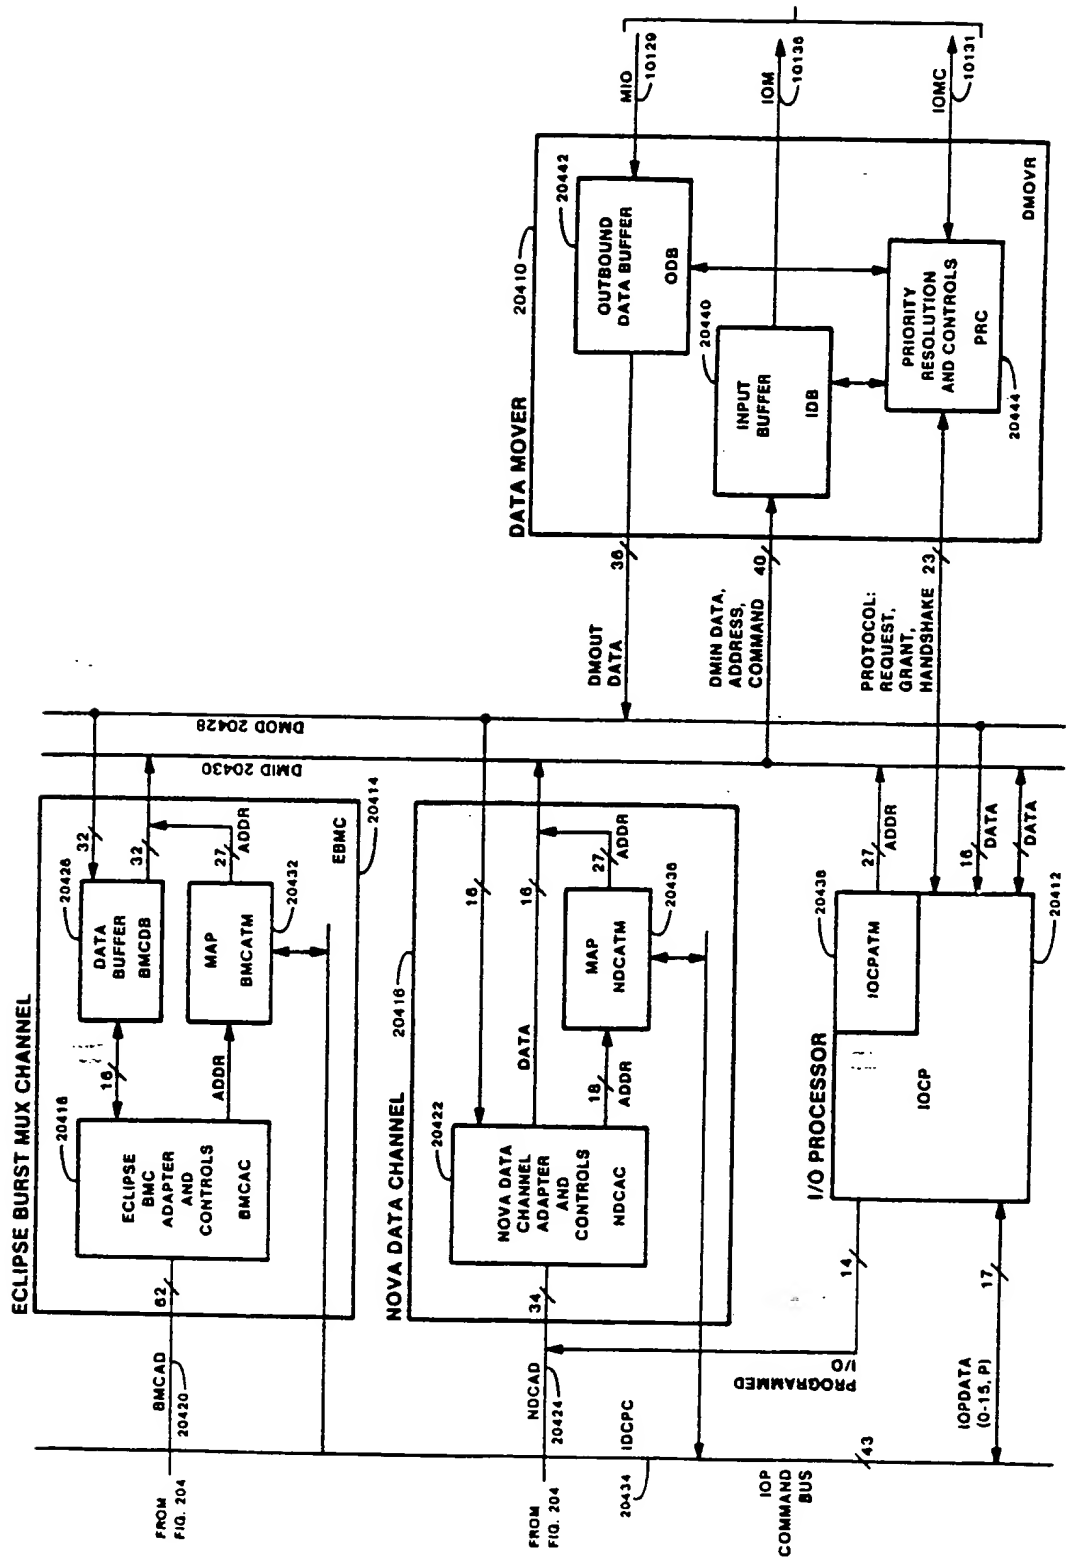 ECLIPSE BURST MUX CHANNEL
FROM
FIG. 204
BMCAD
20420
62
20418
ECLIPSE
BMC
ADAPTER
AND
CONTROLS
BMCAC
16
ADDR
20426
DATA
BUFFER
BMCDB
MAP
BMCATM
20432
32
32
27
ADDR
EBMC
20414
DMID 20430
DMOD 20428
NOVA DATA CHANNEL
20416
FROM
FIG. 204
NDCAD
20424
34
20422
NOVA DATA
CHANNEL
ADAPTER
AND
CONTROLS
NDCAC
DATA
18
ADDR
MAP
NDCATM
20436
16
16
27
ADDR
IDCPC
20434
IOP
COMMAND
BUS
43
PROGRAMMED
I/O
14
IOPDATA
(0-15, P)
17
I/O PROCESSOR
IOCP
IOCPATM
20438
20412
27
ADDR
16
DATA
DATA
DMOUT
DATA
36
DMIN DATA,
ADDRESS,
COMMAND
40
PROTOCOL:
REQUEST,
GRANT,
HANDSHAKE
23
DATA MOVER
20410
OUTBOUND
DATA BUFFER
ODB
20442
INPUT
BUFFER
IDB
20440
PRIORITY
RESOLUTION
AND CONTROLS
PRC
20444
DMOVR
MIO
10129
IOM
10136
IOMC
10131